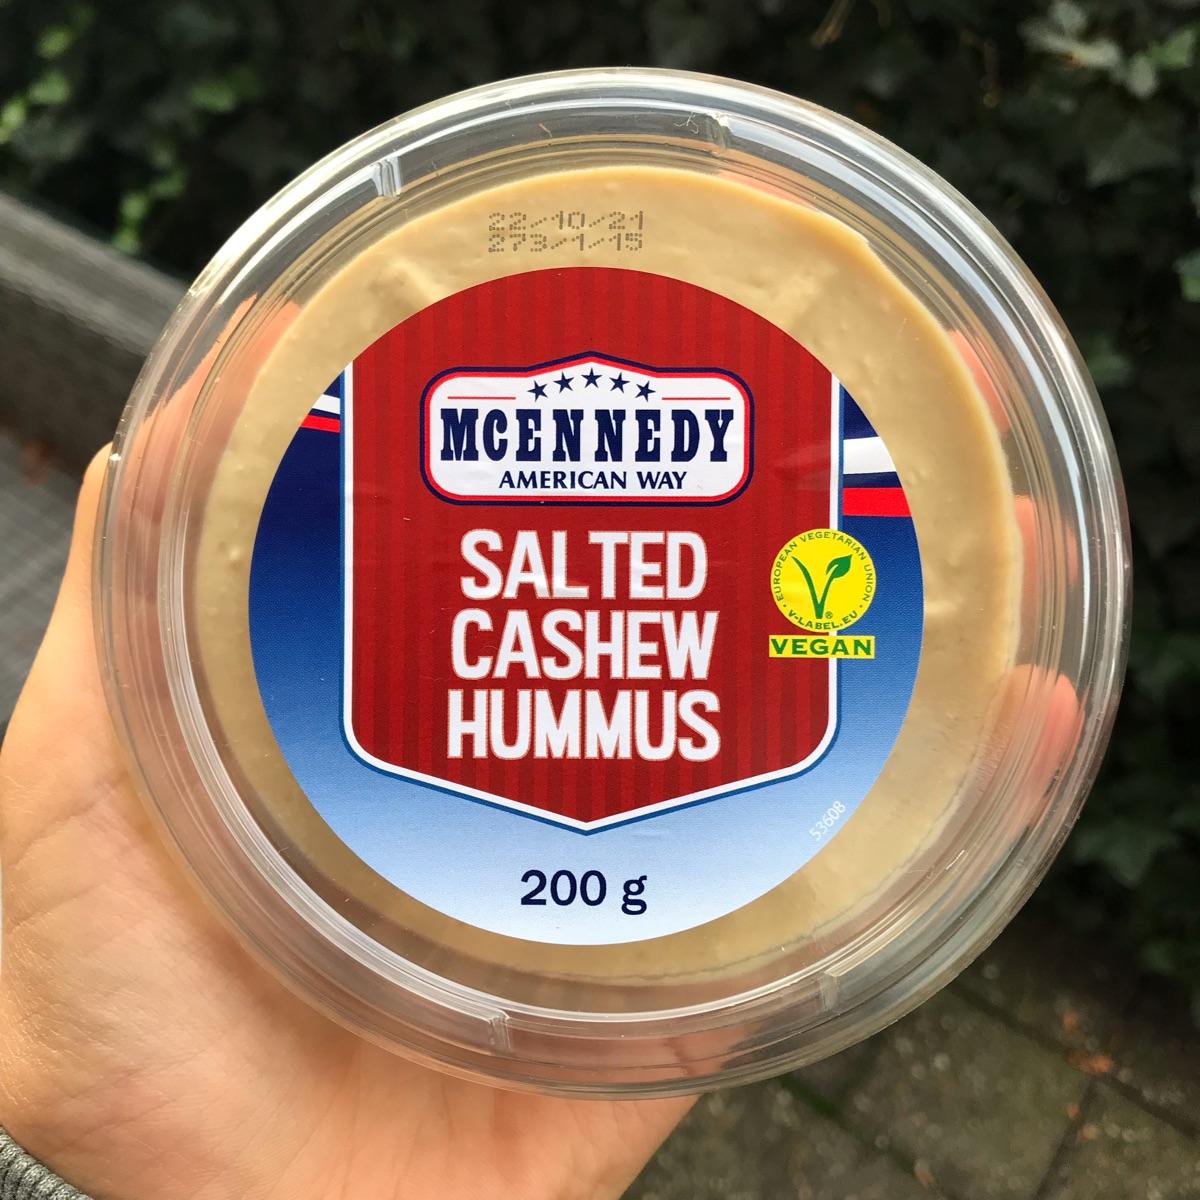 22/10/21
273/1/15
MCENNEDY
AMERICAN WAY
SALTED
CASHEW
HUMMUS
EUROPEAN VEGETARIAN UNION
V-LABEL.EU
VEGAN
53608
200 g